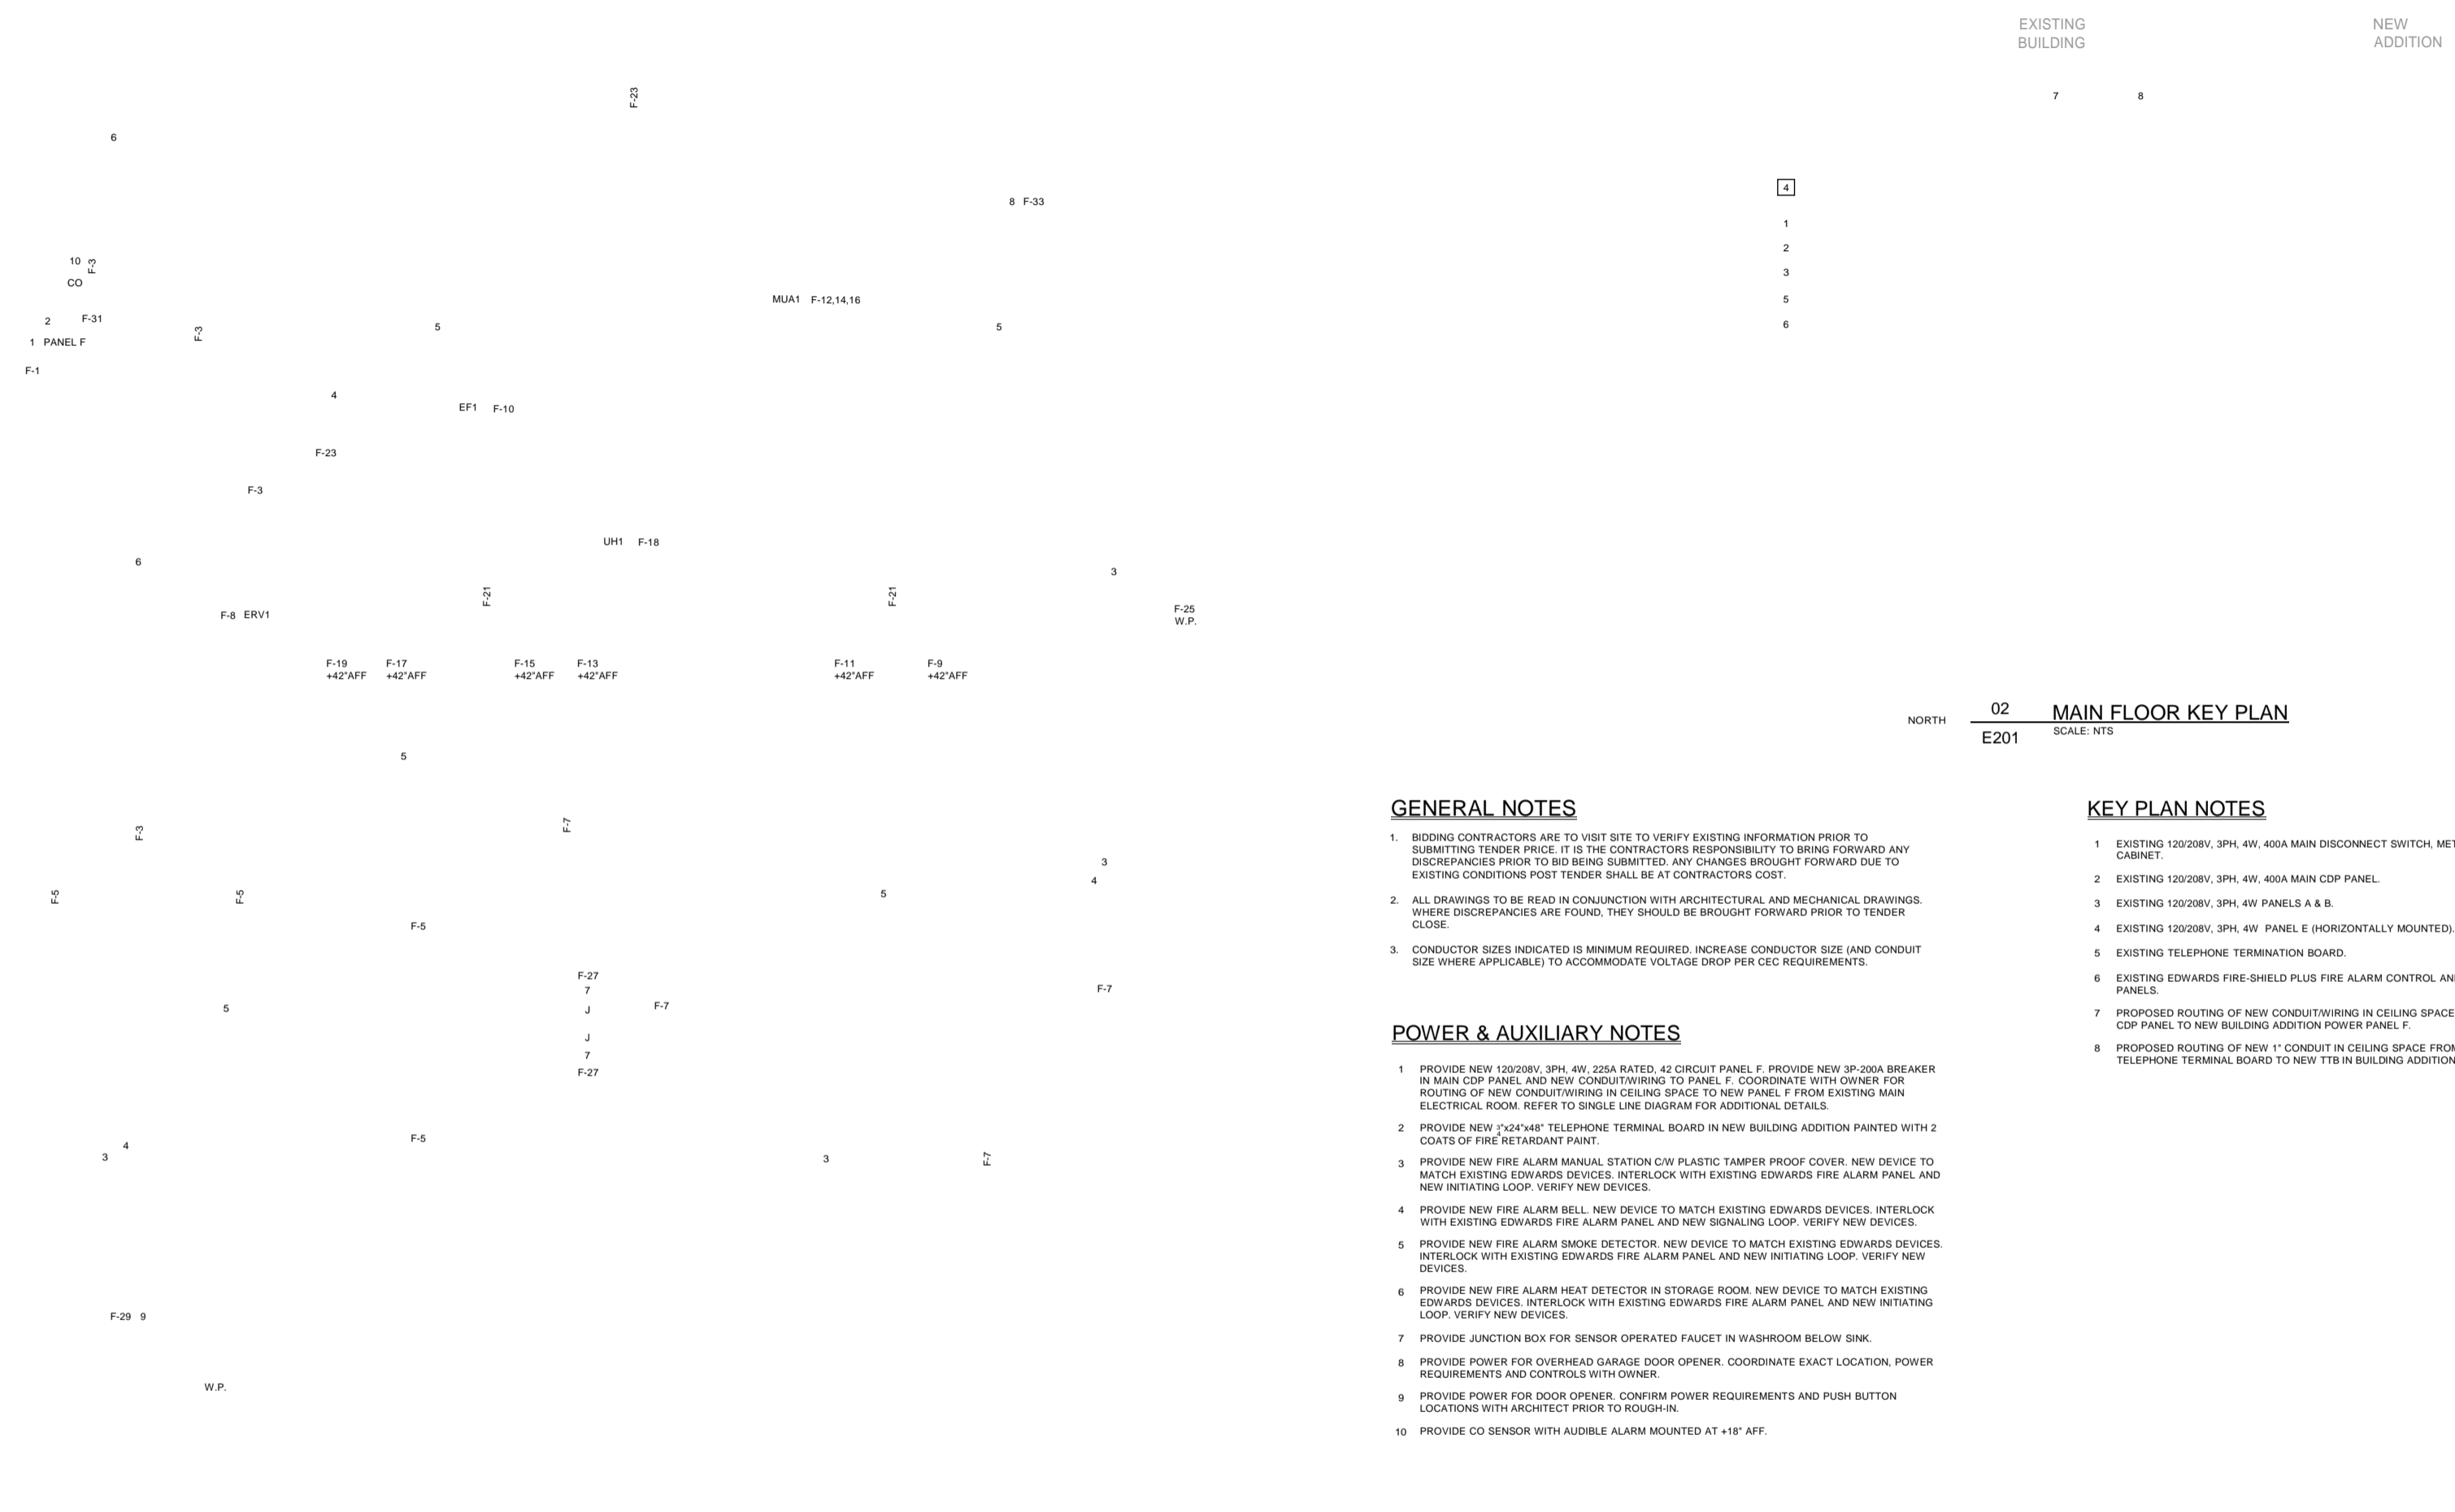 EXISTING
BUILDING
NEW
ADDITION
F-23
7
8
6
4
8 F-33
1
2
3
5
6
10
F-3
CO
MUA1 F-12,14,16
2
F-31
F-3
5
5
1 PANEL F
F-1
4
EF1 F-10
F-23
F-3
UH1 F-18
6
3
F-21
F-21
F-8 ERV1
F-25
W.P.
F-19
+42"AFF
F-17
+42"AFF
F-15
+42"AFF
F-13
+42"AFF
F-11
+42"AFF
F-9
+42"AFF
5
F-3
F-7
3
4
F-5
F-5
5
F-5
F-27
7
J
F-7
F-7
5
J
7
F-27
F-5
4
3
3
F-7
F-29 9
W.P.
NORTH
02
E201
MAIN FLOOR KEY PLAN
SCALE: NTS
GENERAL NOTES
1. BIDDING CONTRACTORS ARE TO VISIT SITE TO VERIFY EXISTING INFORMATION PRIOR TO
SUBMITTING TENDER PRICE. IT IS THE CONTRACTORS RESPONSIBILITY TO BRING FORWARD ANY
DISCREPANCIES PRIOR TO BID BEING SUBMITTED. ANY CHANGES BROUGHT FORWARD DUE TO
EXISTING CONDITIONS POST TENDER SHALL BE AT CONTRACTORS COST.
2. ALL DRAWINGS TO BE READ IN CONJUNCTION WITH ARCHITECTURAL AND MECHANICAL DRAWINGS.
WHERE DISCREPANCIES ARE FOUND, THEY SHOULD BE BROUGHT FORWARD PRIOR TO TENDER
CLOSE.
3. CONDUCTOR SIZES INDICATED IS MINIMUM REQUIRED. INCREASE CONDUCTOR SIZE (AND CONDUIT
SIZE WHERE APPLICABLE) TO ACCOMMODATE VOLTAGE DROP PER CEC REQUIREMENTS.
POWER & AUXILIARY NOTES
1 PROVIDE NEW 120/208V, 3PH, 4W, 225A RATED, 42 CIRCUIT PANEL F. PROVIDE NEW 3P-200A BREAKER
IN MAIN CDP PANEL AND NEW CONDUIT/WIRING TO PANEL F. COORDINATE WITH OWNER FOR
ROUTING OF NEW CONDUIT/WIRING IN CEILING SPACE TO NEW PANEL F FROM EXISTING MAIN
ELECTRICAL ROOM. REFER TO SINGLE LINE DIAGRAM FOR ADDITIONAL DETAILS.
2 PROVIDE NEW 3/4"x24"x48" TELEPHONE TERMINAL BOARD IN NEW BUILDING ADDITION PAINTED WITH 2
COATS OF FIRE RETARDANT PAINT.
3 PROVIDE NEW FIRE ALARM MANUAL STATION C/W PLASTIC TAMPER PROOF COVER. NEW DEVICE TO
MATCH EXISTING EDWARDS DEVICES. INTERLOCK WITH EXISTING EDWARDS FIRE ALARM PANEL AND
NEW INITIATING LOOP. VERIFY NEW DEVICES.
4 PROVIDE NEW FIRE ALARM BELL. NEW DEVICE TO MATCH EXISTING EDWARDS DEVICES. INTERLOCK
WITH EXISTING EDWARDS FIRE ALARM PANEL AND NEW SIGNALING LOOP. VERIFY NEW DEVICES.
5 PROVIDE NEW FIRE ALARM SMOKE DETECTOR. NEW DEVICE TO MATCH EXISTING EDWARDS DEVICES.
INTERLOCK WITH EXISTING EDWARDS FIRE ALARM PANEL AND NEW INITIATING LOOP. VERIFY NEW
DEVICES.
6 PROVIDE NEW FIRE ALARM HEAT DETECTOR IN STORAGE ROOM. NEW DEVICE TO MATCH EXISTING
EDWARDS DEVICES. INTERLOCK WITH EXISTING EDWARDS FIRE ALARM PANEL AND NEW INITIATING
LOOP. VERIFY NEW DEVICES.
7 PROVIDE JUNCTION BOX FOR SENSOR OPERATED FAUCET IN WASHROOM BELOW SINK.
8 PROVIDE POWER FOR OVERHEAD GARAGE DOOR OPENER. COORDINATE EXACT LOCATION, POWER
REQUIREMENTS AND CONTROLS WITH OWNER.
9 PROVIDE POWER FOR DOOR OPENER. CONFIRM POWER REQUIREMENTS AND PUSH BUTTON
LOCATIONS WITH ARCHITECT PRIOR TO ROUGH-IN.
10 PROVIDE CO SENSOR WITH AUDIBLE ALARM MOUNTED AT +18" AFF.
KEY PLAN NOTES
1 EXISTING 120/208V, 3PH, 4W, 400A MAIN DISCONNECT SWITCH,
CABINET.
2 EXISTING 120/208V, 3PH, 4W, 400A MAIN CDP PANEL.
3 EXISTING 120/208V, 3PH, 4W PANELS A & B.
4 EXISTING 120/208V, 3PH, 4W PANEL E (HORIZONTALLY MOUNTED).
5 EXISTING TELEPHONE TERMINATION BOARD.
6 EXISTING EDWARDS FIRE-SHIELD PLUS FIRE ALARM CONTROL
PANELS.
7 PROPOSED ROUTING OF NEW CONDUIT/WIRING IN CEILING SPACE
CDP PANEL TO NEW BUILDING ADDITION POWER PANEL F.
8 PROPOSED ROUTING OF NEW 1" CONDUIT IN CEILING SPACE
TELEPHONE TERMINAL BOARD TO NEW TTB IN BUILDING ADDITION